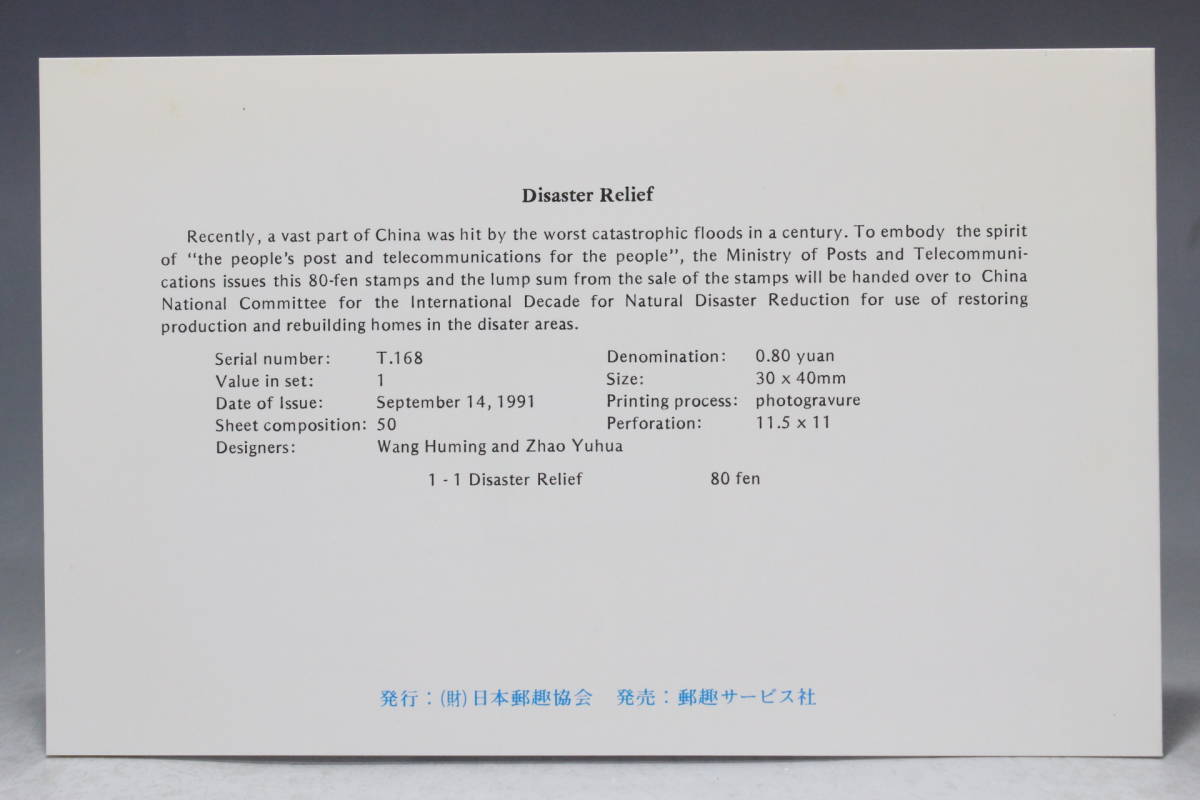 Disaster Relief
Recently, a vast part of China was hit by the worst catastrophic floods in a century. To embody the spirit
of "the people's post and telecommunications for the people", the Ministry of Posts and Telecommuni-
cations issues this 80-fen stamps and the lump sum from the sale of the stamps will be handed over to China
National Committee for the International Decade for Natural Disaster Reduction for use of restoring
production and rebuilding homes in the disater areas.
Serial number: T.168 Denomination: 0.80 yuan
Value in set: 1 Size: 30 x 40mm
Date of Issue: September 14, 1991 Printing process: photogravure
Sheet composition: 50 Perforation: 11.5 x 11
Designers: Wang Huming and Zhao Yuhua
1 - 1 Disaster Relief 80 fen
発行：(財)日本郵趣協会 発売：郵趣サービス社